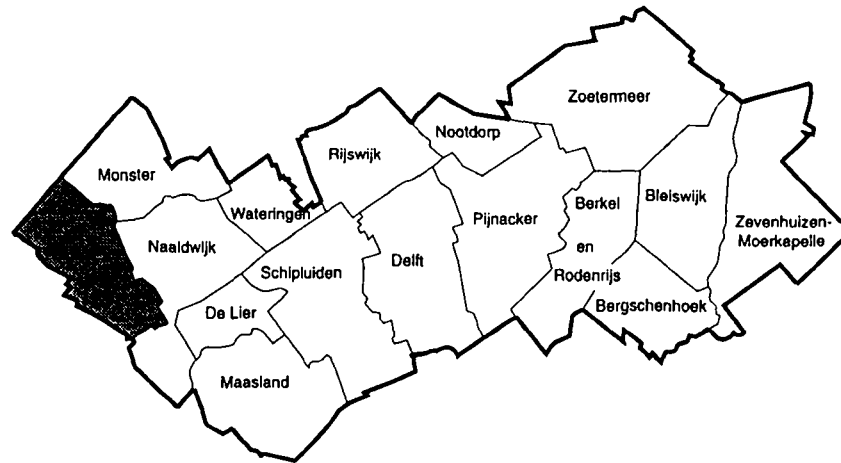 Zoetermeer
Nootdorp
Rijswijk
Monster
Wateringen
Naaldwijk
Pijnacker
Berkel
en
Rodenrijs
Bleiswijk
Zevenhuizen-
Moerkapelle
Schipluiden
Delft
De Lier
Bergschenhoek
Maasland